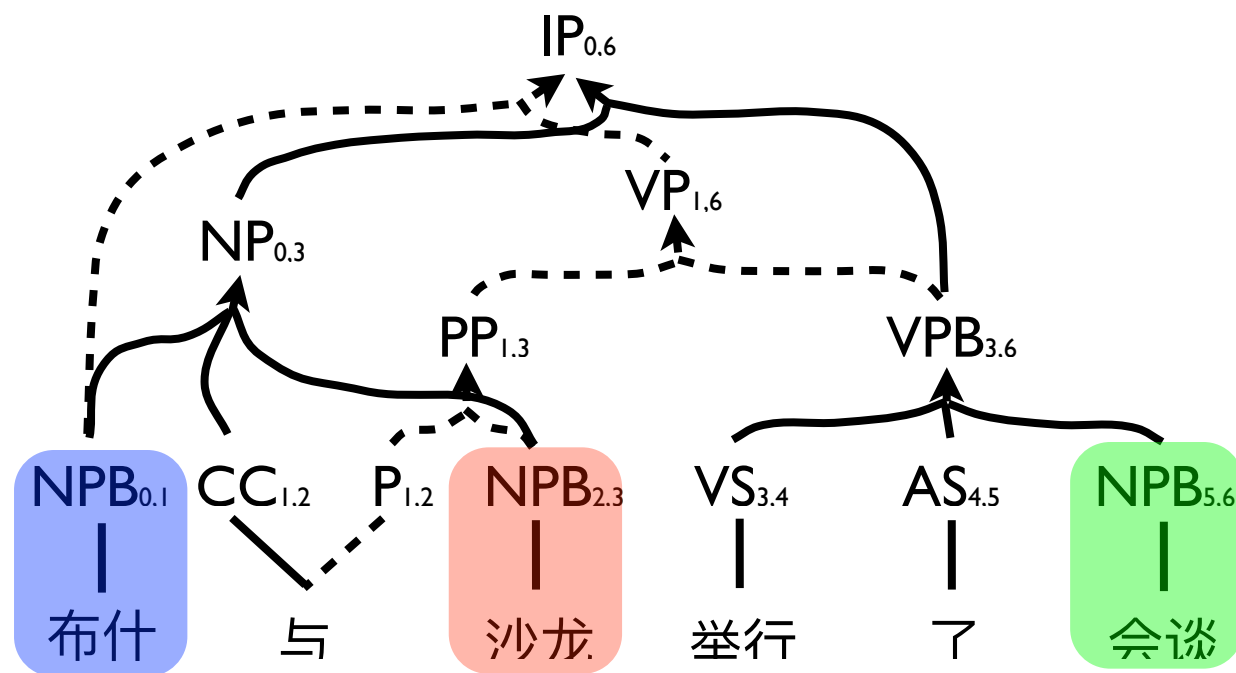 IP0,6
VP1,6
NP0,3
PP1,3 VPB3,6
NPB0,1 CC1,2 P1,2 NPB2,3 VS3,4 AS4,5 NPB5,6
布什 与 沙龙 举行 了 会谈